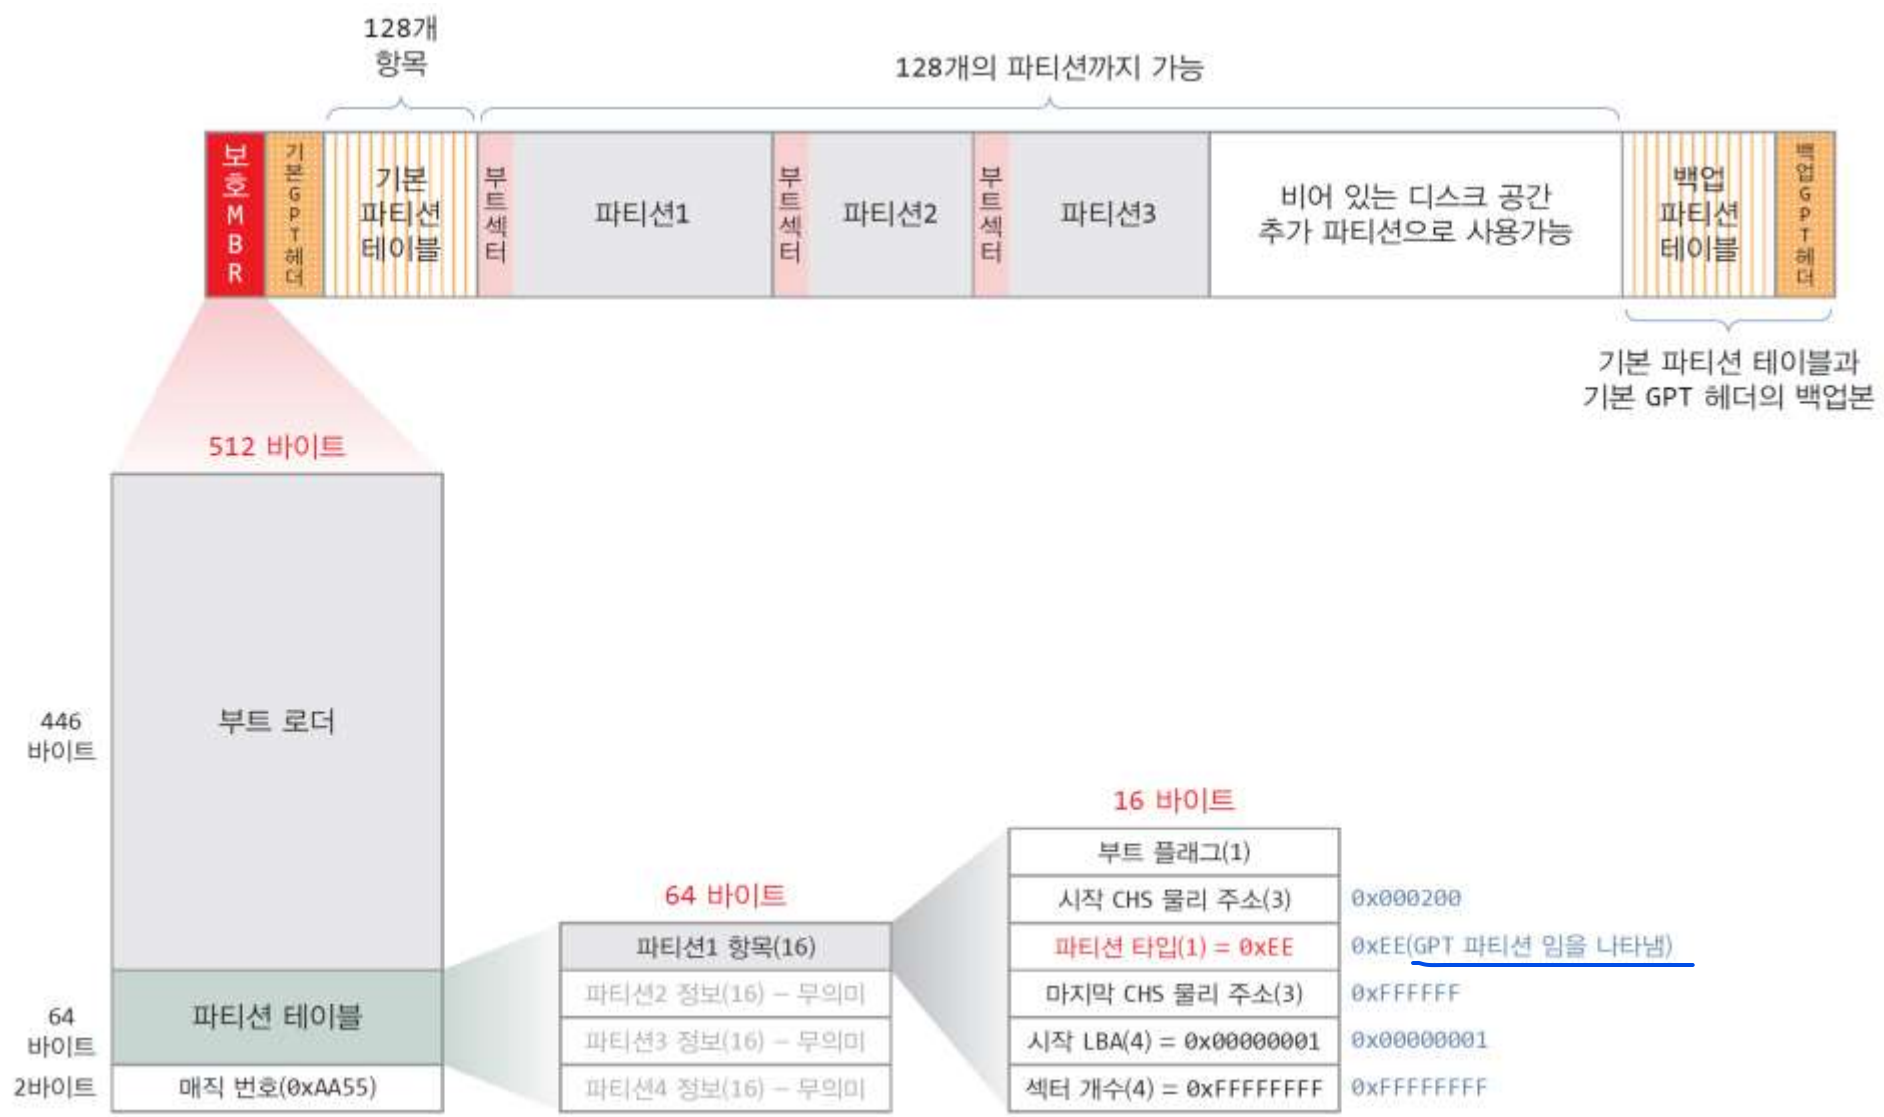 128개
항목
128개의 파티션까지 가능
보호MBR
기본GPT헤더
기본
파티션
테이블
부트섹터
파티션1
부트섹터
파티션2
부트섹터
파티션3
비어 있는 디스크 공간
추가 파티션으로 사용가능
백업
파티션
테이블
백업GPT헤더
기본 파티션 테이블과
기본 GPT 헤더의 백업본
512 바이트
446
바이트
부트 로더
64
바이트
파티션 테이블
2바이트
매직 번호(0xAA55)
64 바이트
파티션1 항목(16)
파티션2 정보(16) – 무의미
파티션3 정보(16) – 무의미
파티션4 정보(16) – 무의미
16 바이트
부트 플래그(1)
시작 CHS 물리 주소(3) 0x000200
파티션 타입(1) = 0xEE 0xEE(GPT 파티션 임을 나타냄)
마지막 CHS 물리 주소(3) 0xFFFFFF
시작 LBA(4) = 0x00000001 0x00000001
섹터 개수(4) = 0xFFFFFFFF 0xFFFFFFFF